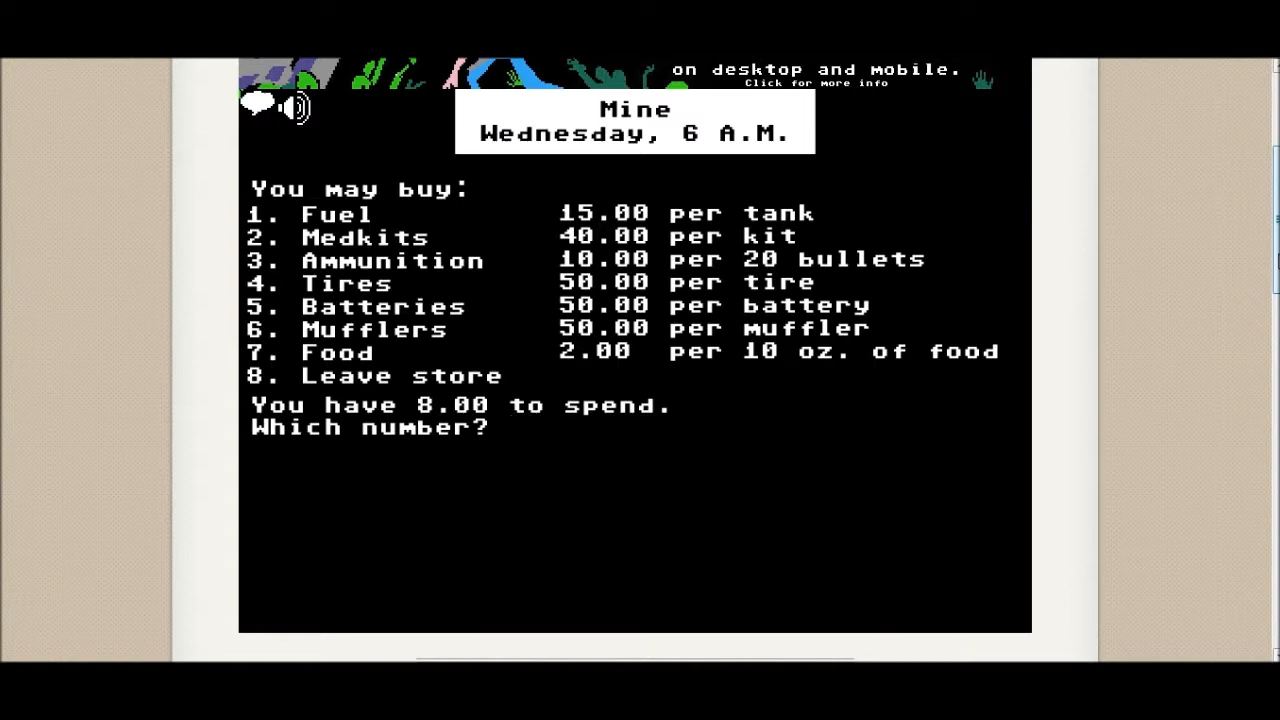 on desktop and mobile.
Click for more info
Mine
Wednesday, 6 A.M.
You may buy:
1. Fuel 15.00 per tank
2. Medkits 40.00 per kit
3. Ammunition 10.00 per 20 bullets
4. Tires 50.00 per tire
5. Batteries 50.00 per battery
6. Mufflers 50.00 per muffler
7. Food 2.00 per 10 oz. of food
8. Leave store
You have 8.00 to spend.
Which number?